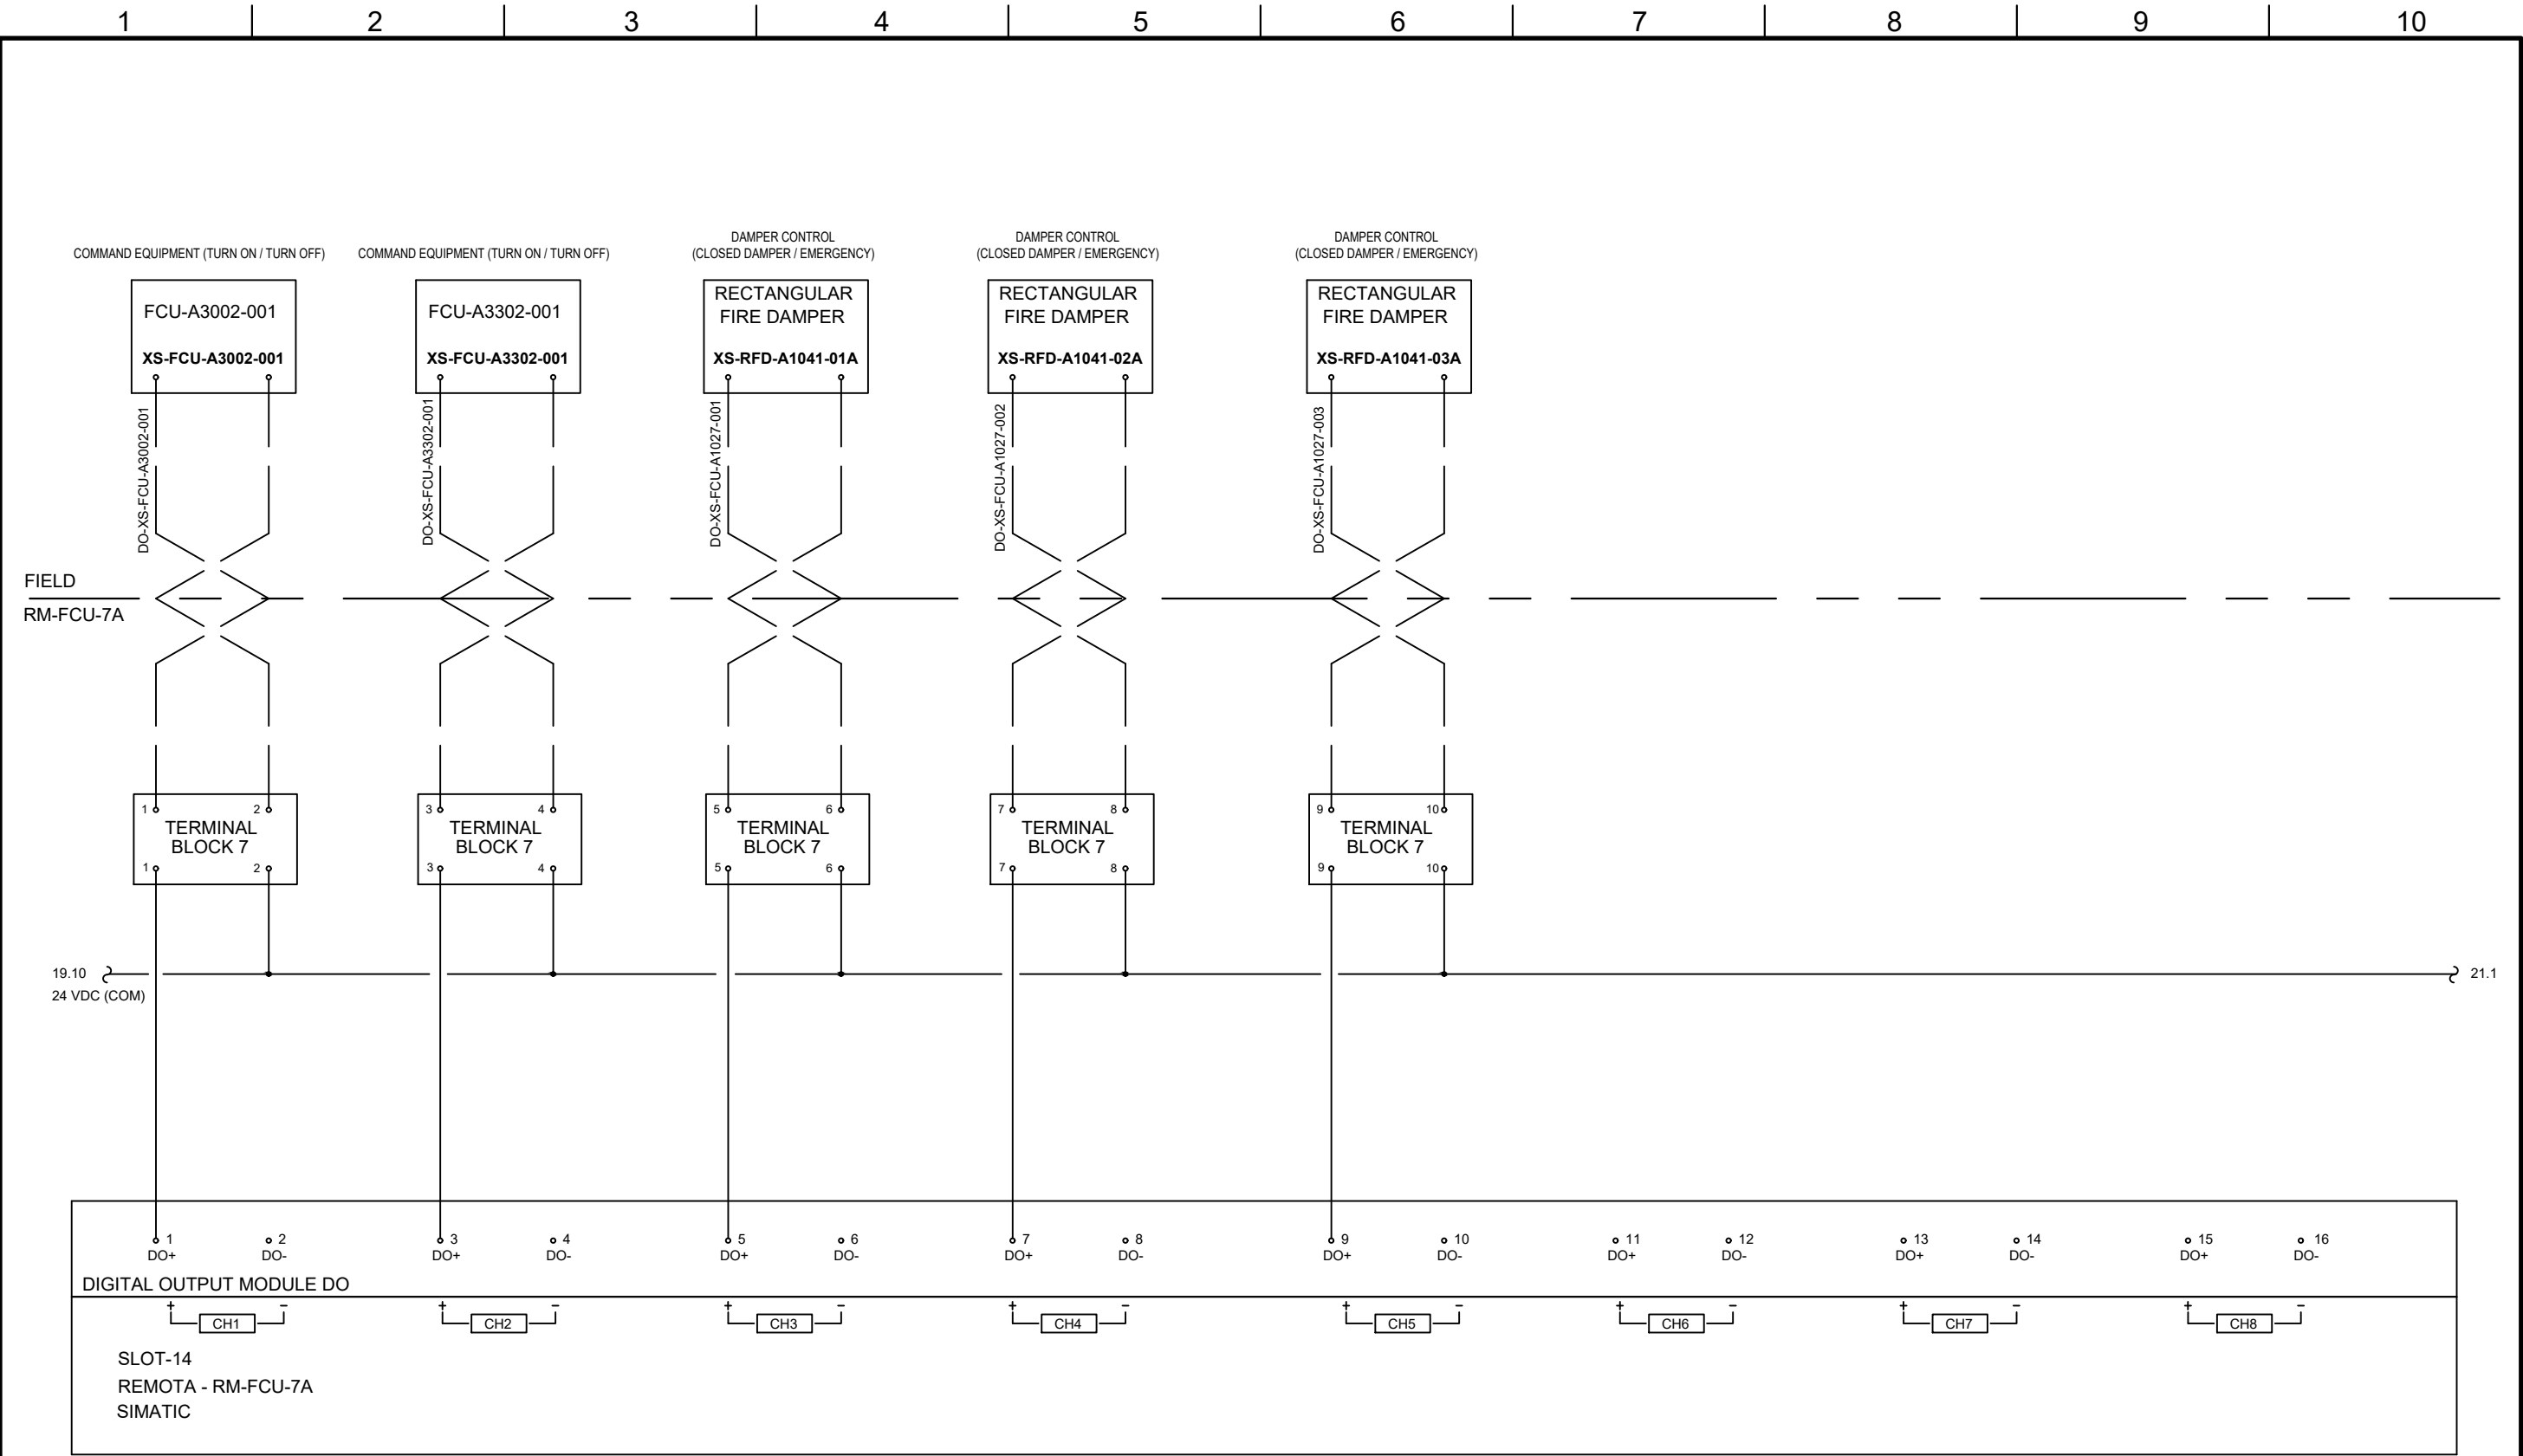 1 2 3 4 5 6 7 8 9 10
COMMAND EQUIPMENT (TURN ON / TURN OFF)
FCU-A3002-001
XS-FCU-A3002-001
DO-XS-FCU-A3002-001
COMMAND EQUIPMENT (TURN ON / TURN OFF)
FCU-A3302-001
XS-FCU-A3302-001
DO-XS-FCU-A3302-001
DAMPER CONTROL
(CLOSED DAMPER / EMERGENCY)
RECTANGULAR
FIRE DAMPER
XS-RFD-A1041-01A
DO-XS-FCU-A1027-001
DAMPER CONTROL
(CLOSED DAMPER / EMERGENCY)
RECTANGULAR
FIRE DAMPER
XS-RFD-A1041-02A
DO-XS-FCU-A1027-002
DAMPER CONTROL
(CLOSED DAMPER / EMERGENCY)
RECTANGULAR
FIRE DAMPER
XS-RFD-A1041-03A
DO-XS-FCU-A1027-003
FIELD
RM-FCU-7A
1 2
TERMINAL
BLOCK 7
1 2
3 4
TERMINAL
BLOCK 7
3 4
5 6
TERMINAL
BLOCK 7
5 6
7 8
TERMINAL
BLOCK 7
7 8
9 10
TERMINAL
BLOCK 7
9 10
19.10
24 VDC (COM)
21.1
1 2 3 4 5 6 7 8 9 10 11 12 13 14 15 16
DO+ DO- DO+ DO- DO+ DO- DO+ DO- DO+ DO- DO+ DO- DO+ DO- DO+ DO-
DIGITAL OUTPUT MODULE DO
+ - + - + - + - + - + - + - + -
CH1 CH2 CH3 CH4 CH5 CH6 CH7 CH8
SLOT-14
REMOTA - RM-FCU-7A
SIMATIC